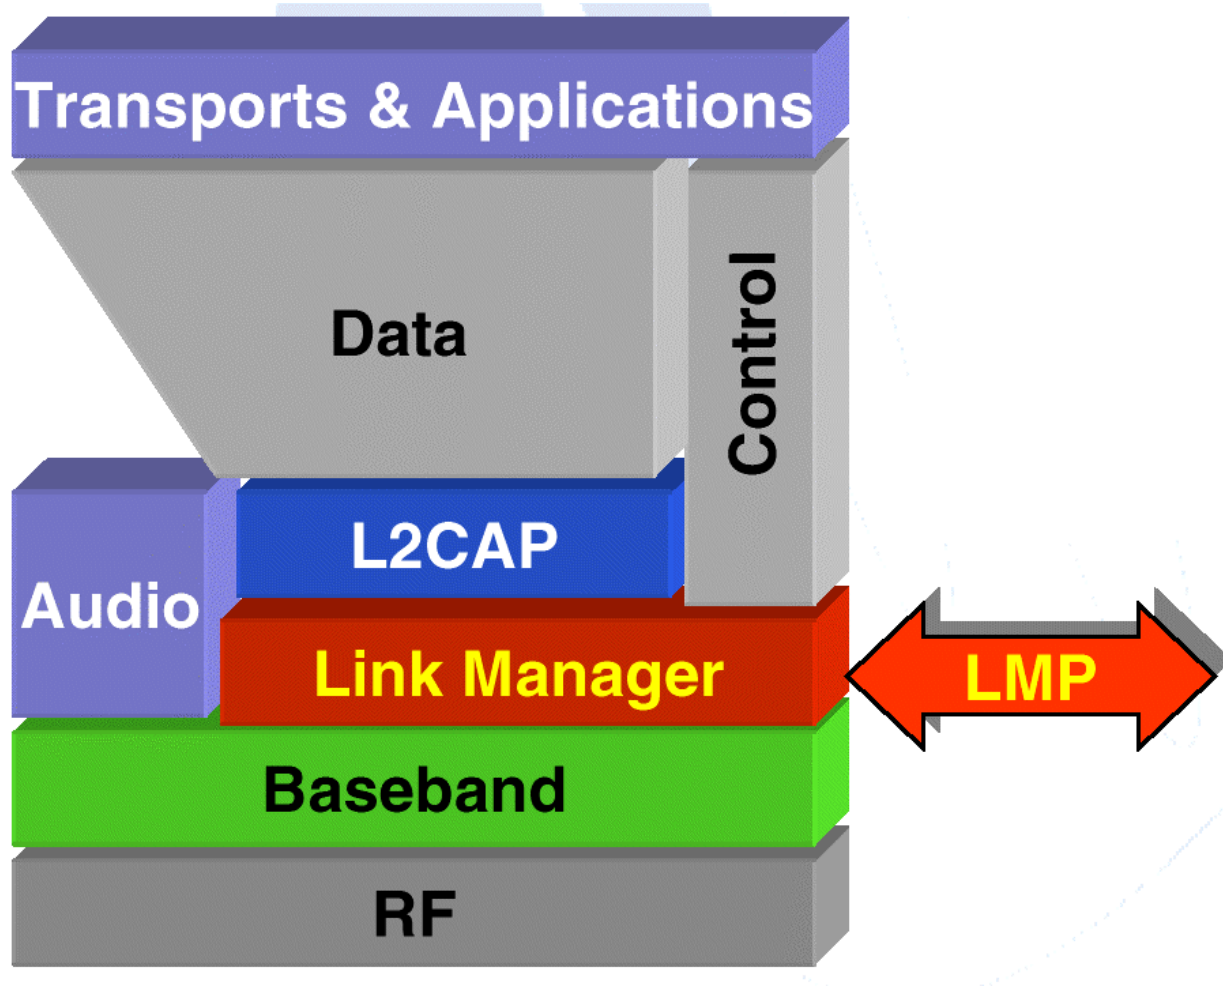 Transports & Applications
Data
Control
L2CAP
Audio
Link Manager
LMP
Baseband
RF